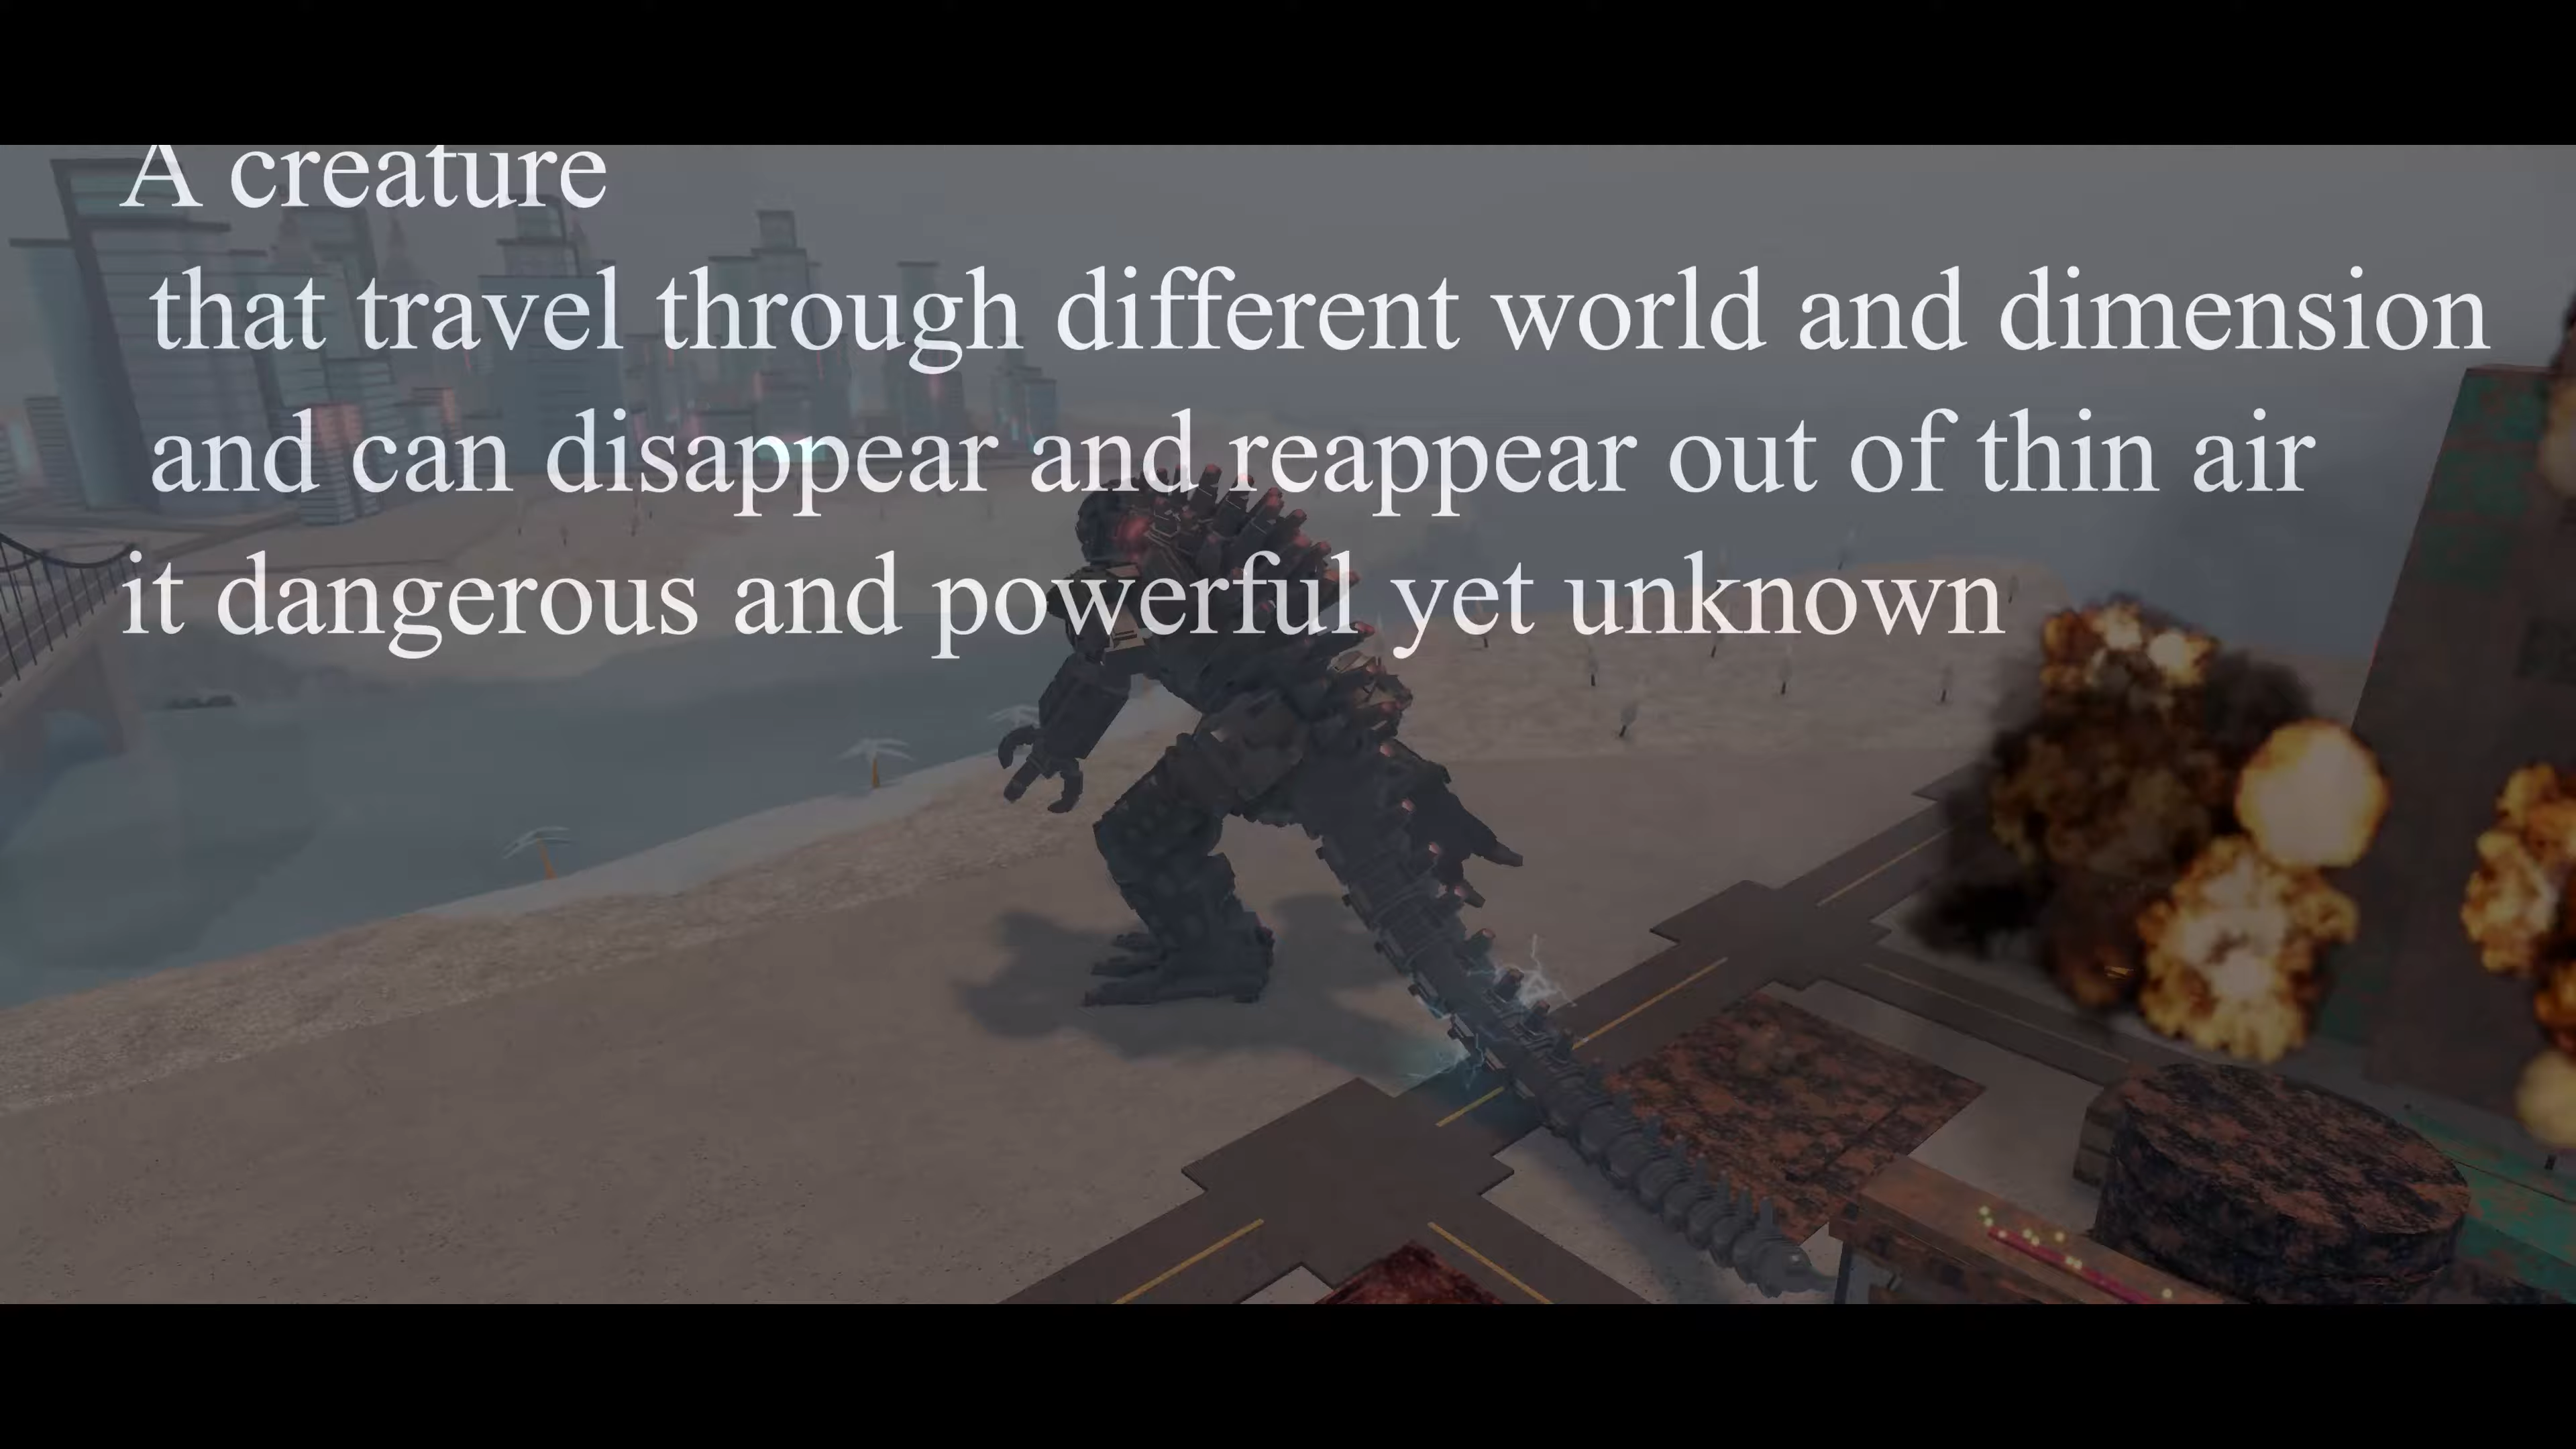 A creature
that travel through different world and dimension
and can disappear and reappear out of thin air
it dangerous and powerful yet unknown